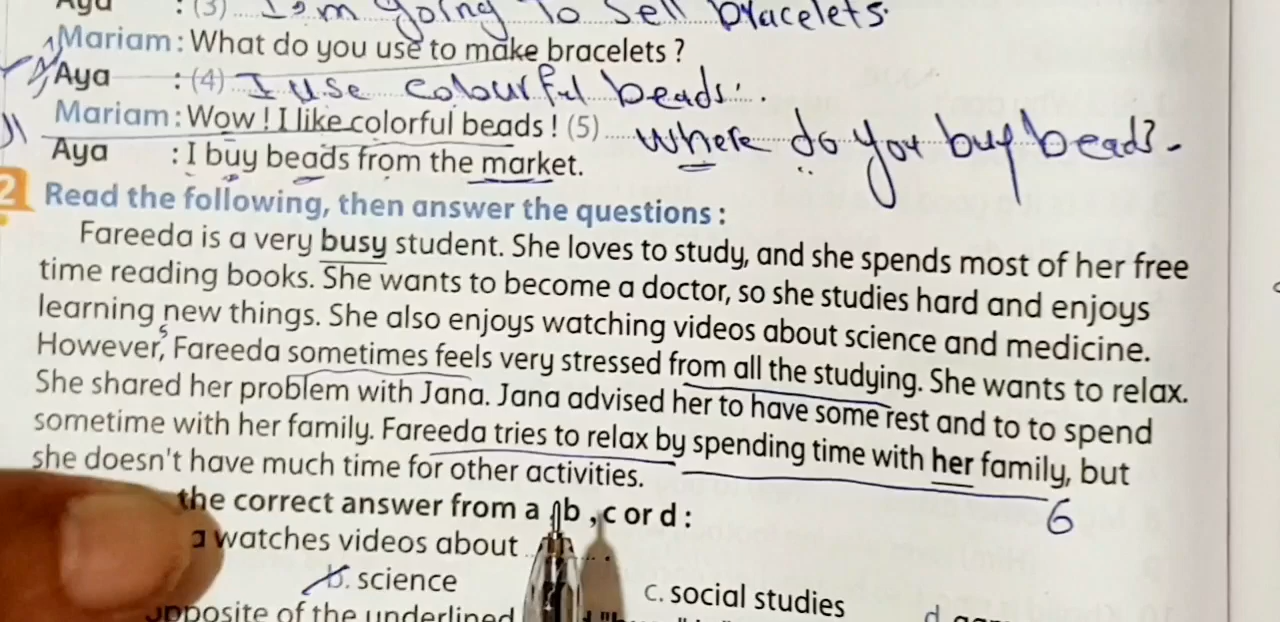 Aya : (3) I am going to sell bracelets.
Mariam : What do you use to make bracelets ?
Aya : (4) I use colourful beads.
Mariam : Wow ! I like colorful beads ! (5) Where do you buy beads?
Aya : I buy beads from the market.
2 Read the following, then answer the questions :
Fareeda is a very busy student. She loves to study, and she spends most of her free
time reading books. She wants to become a doctor, so she studies hard and enjoys
learning new things. She also enjoys watching videos about science and medicine.
5
However, Fareeda sometimes feels very stressed from all the studying. She wants to relax.
She shared her problem with Jana. Jana advised her to have some rest and to to spend
sometime with her family. Fareeda tries to relax by spending time with her family, but
she doesn't have much time for other activities.
6
the correct answer from a , b , c or d :
a watches videos about
b. science c. social studies d.
opposite of the underlined